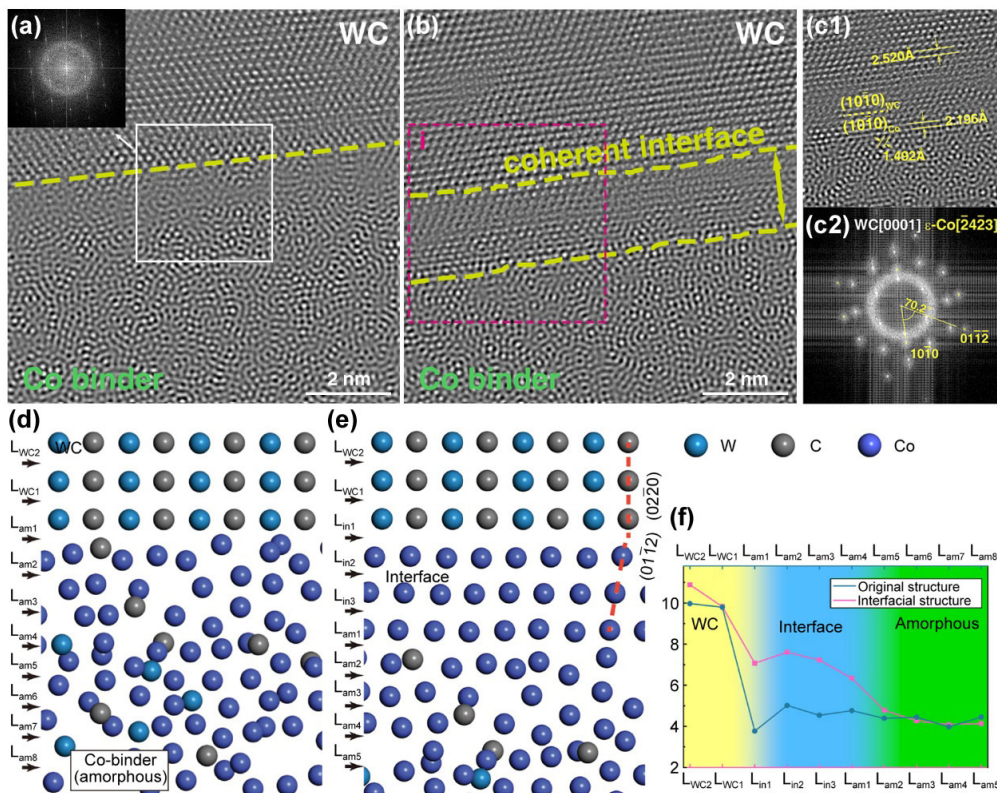 (a)
WC
Co binder
2 nm
(b)
WC
I
coherent interface
Co binder
2 nm
(c1)
2.520Å
(101̄0)WC
(101̄0)Co
2.196Å
1.492Å
(c2)
WC[0001] ε-Co[2̄42̄3]
70.2°
011̄2̄
101̄0
(d)
WC
LWC2
LWC1
Lam1
Lam2
Lam3
Lam4
Lam5
Lam6
Lam7
Lam8
Co-binder
(amorphous)
(e)
LWC2
LWC1
Lin1
Lin2
Interface
Lin3
Lam1
Lam2
Lam3
Lam4
Lam5
(022̄0)
(011̄2)
W
C
Co
(f)
LWC2 LWC1 Lam1 Lam2 Lam3 Lam4 Lam5 Lam6 Lam7 Lam8
Original structure
Interfacial structure
WC
Interface
Amorphous
10
8
6
4
2
LWC2 LWC1 Lin1 Lin2 Lin3 Lam1 Lam2 Lam3 Lam4 Lam5